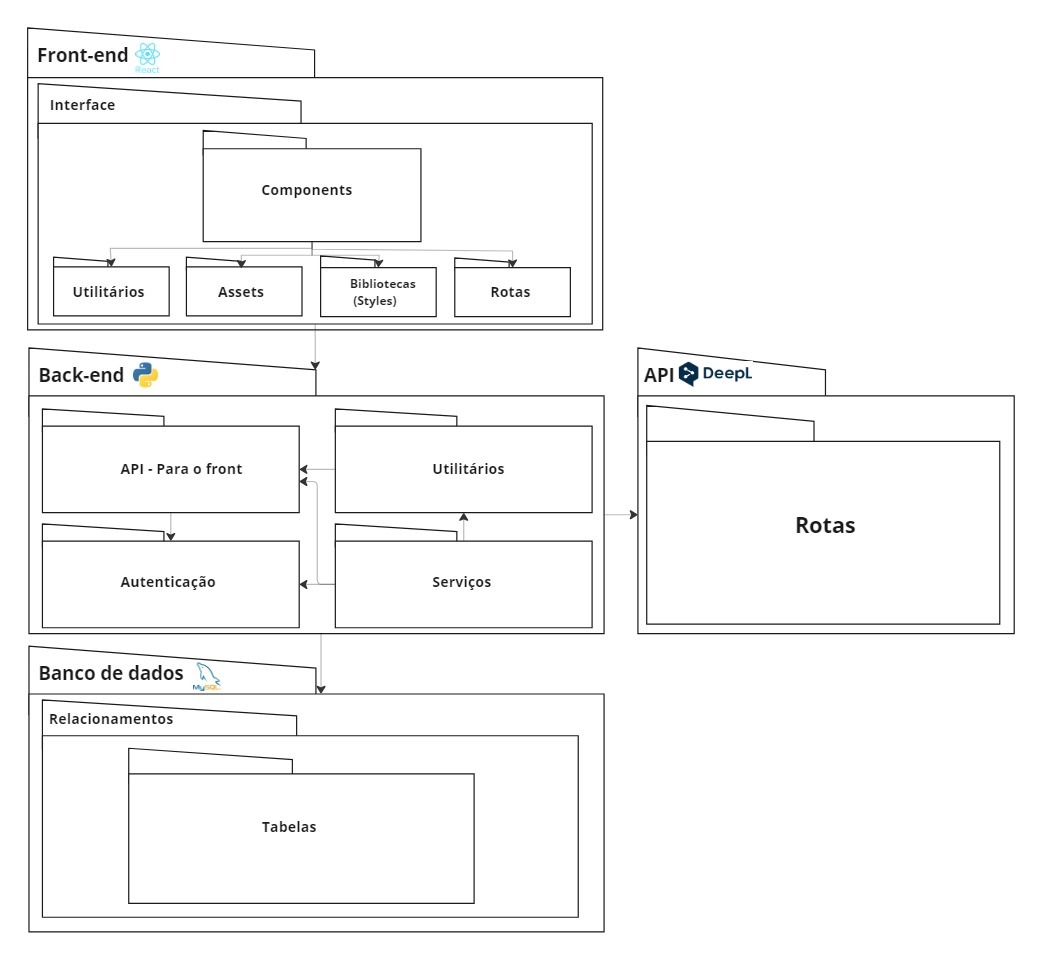 Front-end
React
Interface
Components
Utilitários
Assets
Bibliotecas
(Styles)
Rotas
Back-end
API DeepL
API - Para o front
Utilitários
Rotas
Autenticação
Serviços
Banco de dados
MySQL
Relacionamentos
Tabelas